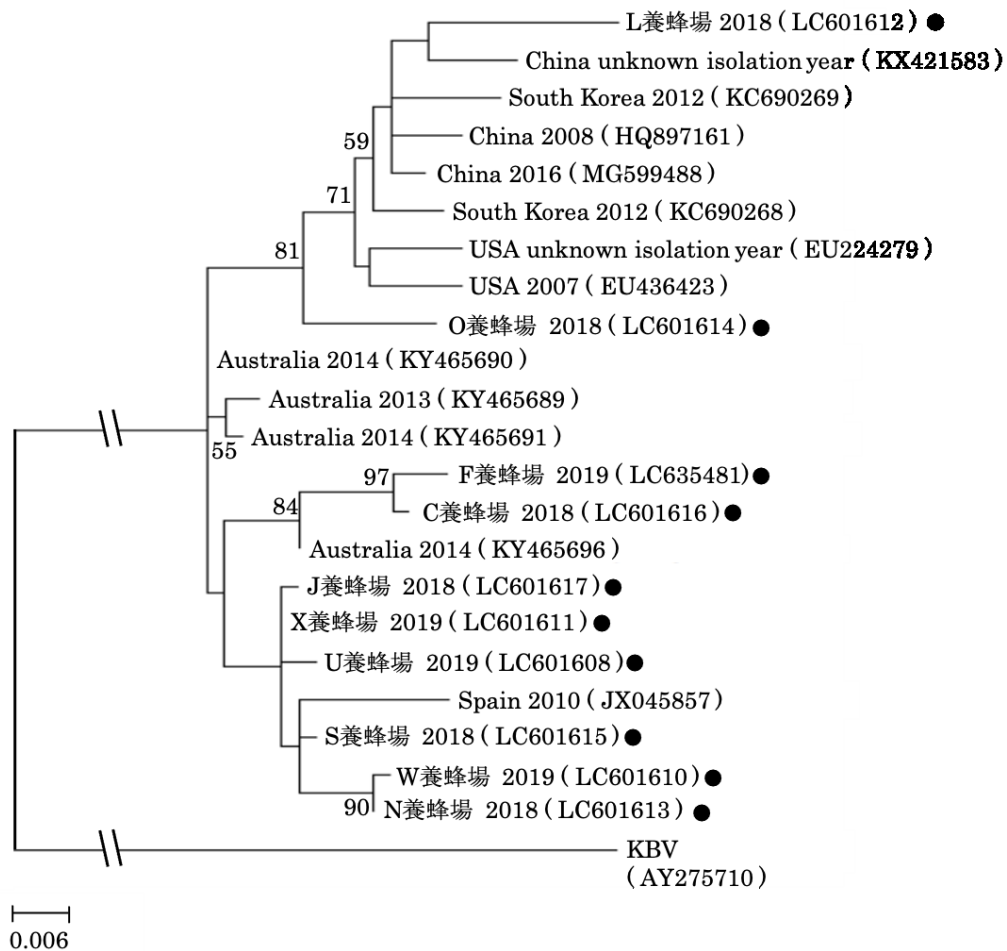 L養蜂場 2018 ( LC601612 ) ●
China unknown isolation year ( KX421583 )
South Korea 2012 ( KC690269 )
59
China 2008 ( HQ897161 )
China 2016 ( MG599488 )
71
South Korea 2012 ( KC690268 )
81
USA unknown isolation year ( EU224279 )
USA 2007 ( EU436423 )
O養蜂場 2018 ( LC601614 ) ●
Australia 2014 ( KY465690 )
Australia 2013 ( KY465689 )
Australia 2014 ( KY465691 )
55
97
F養蜂場 2019 ( LC635481) ●
84
C養蜂場 2018 ( LC601616 ) ●
Australia 2014 ( KY465696 )
J養蜂場 2018 ( LC601617 ) ●
X養蜂場 2019 ( LC601611 ) ●
U養蜂場 2019 ( LC601608 ) ●
Spain 2010 ( JX045857 )
S養蜂場 2018 ( LC601615 ) ●
W養蜂場 2019 ( LC601610 ) ●
90
N養蜂場 2018 ( LC601613 ) ●
KBV
( AY275710 )
0.006